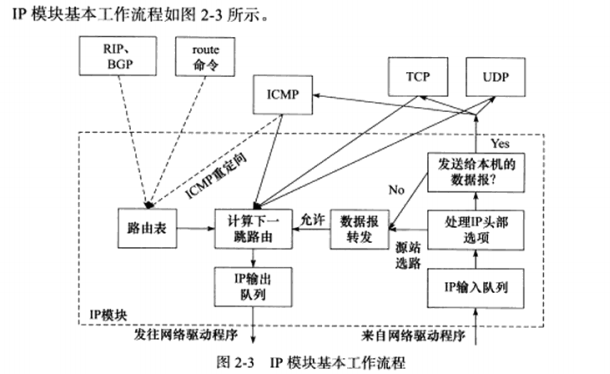 IP 模块基本工作流程如图 2-3 所示。
RIP、
BGP
route
命令
ICMP
TCP
UDP
ICMP重定向
Yes
发送给本机的
数据报？
No
路由表
计算下一
跳路由
允许
数据报
转发
源站
选路
处理IP头部
选项
IP输出
队列
IP输入队列
IP模块
发往网络驱动程序
来自网络驱动程序
图 2-3 IP 模块基本工作流程